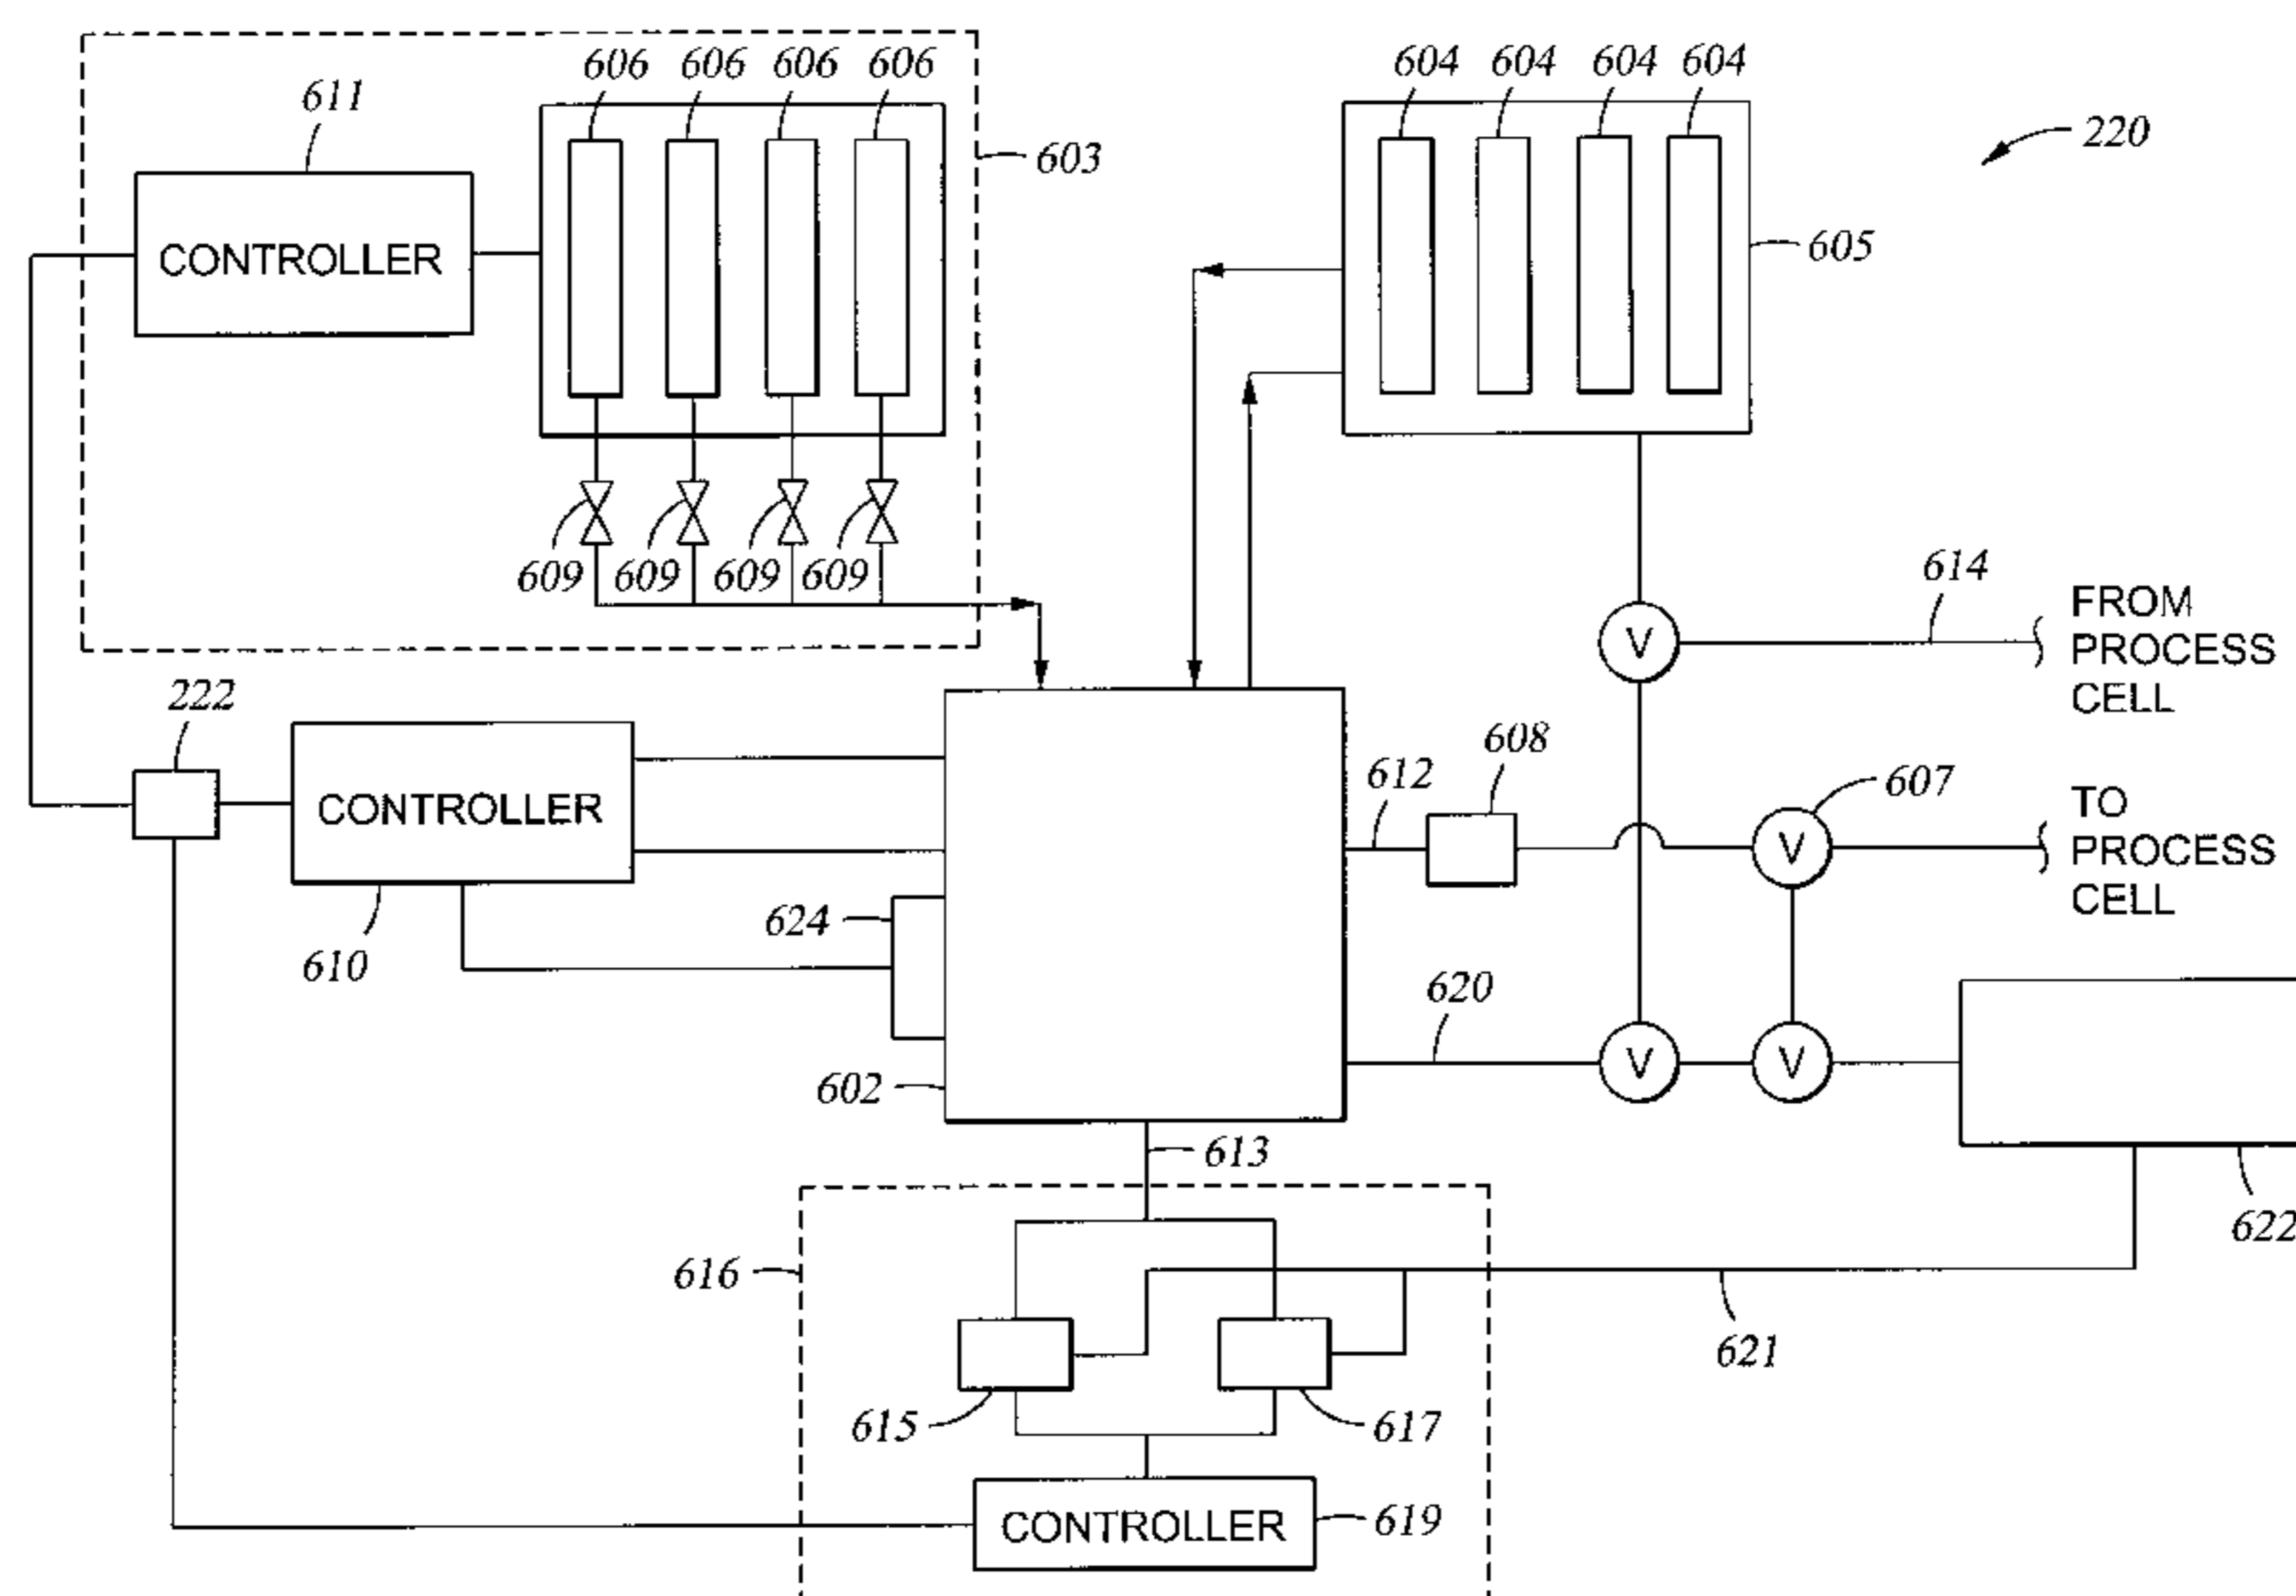 606 606 606 606
604 604 604 604
611
220
603
CONTROLLER
605
609 609 609 609
614
FROM
PROCESS
CELL
V
222
608
612
607
TO
PROCESS
CELL
CONTROLLER
V
624
610
620
602
V V
613
622
616
621
615
617
CONTROLLER
619